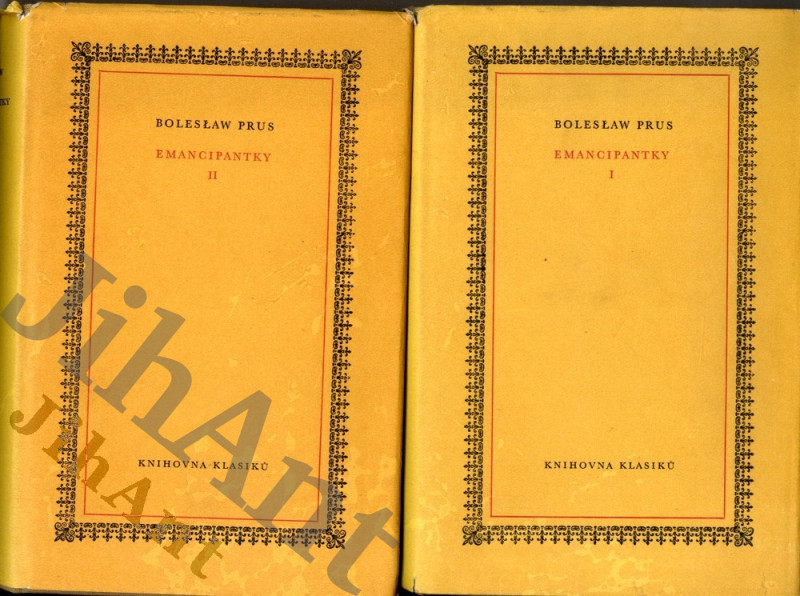 BOLESŁAW PRUS
EMANCIPANTKY
II
KNIHOVNA KLASIKŮ
BOLESŁAW PRUS
EMANCIPANTKY
I
KNIHOVNA KLASIKŮ
JihAnt
JihAnt